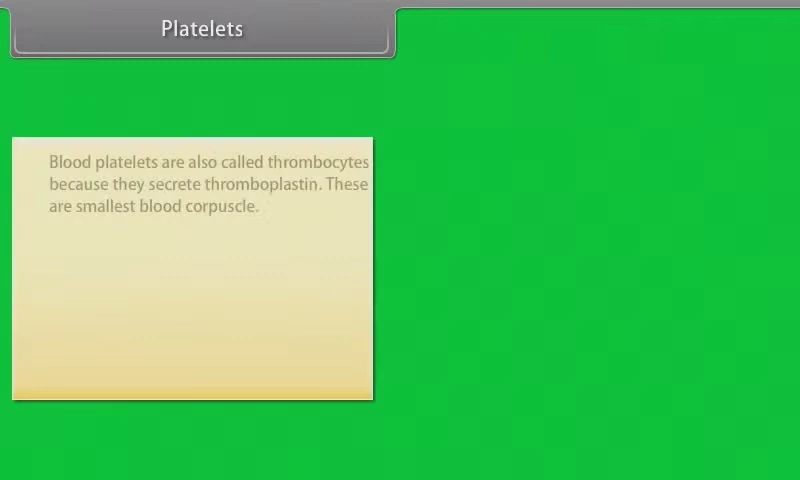 Platelets
Blood platelets are also called thrombocytes
because they secrete thromboplastin. These
are smallest blood corpuscle.